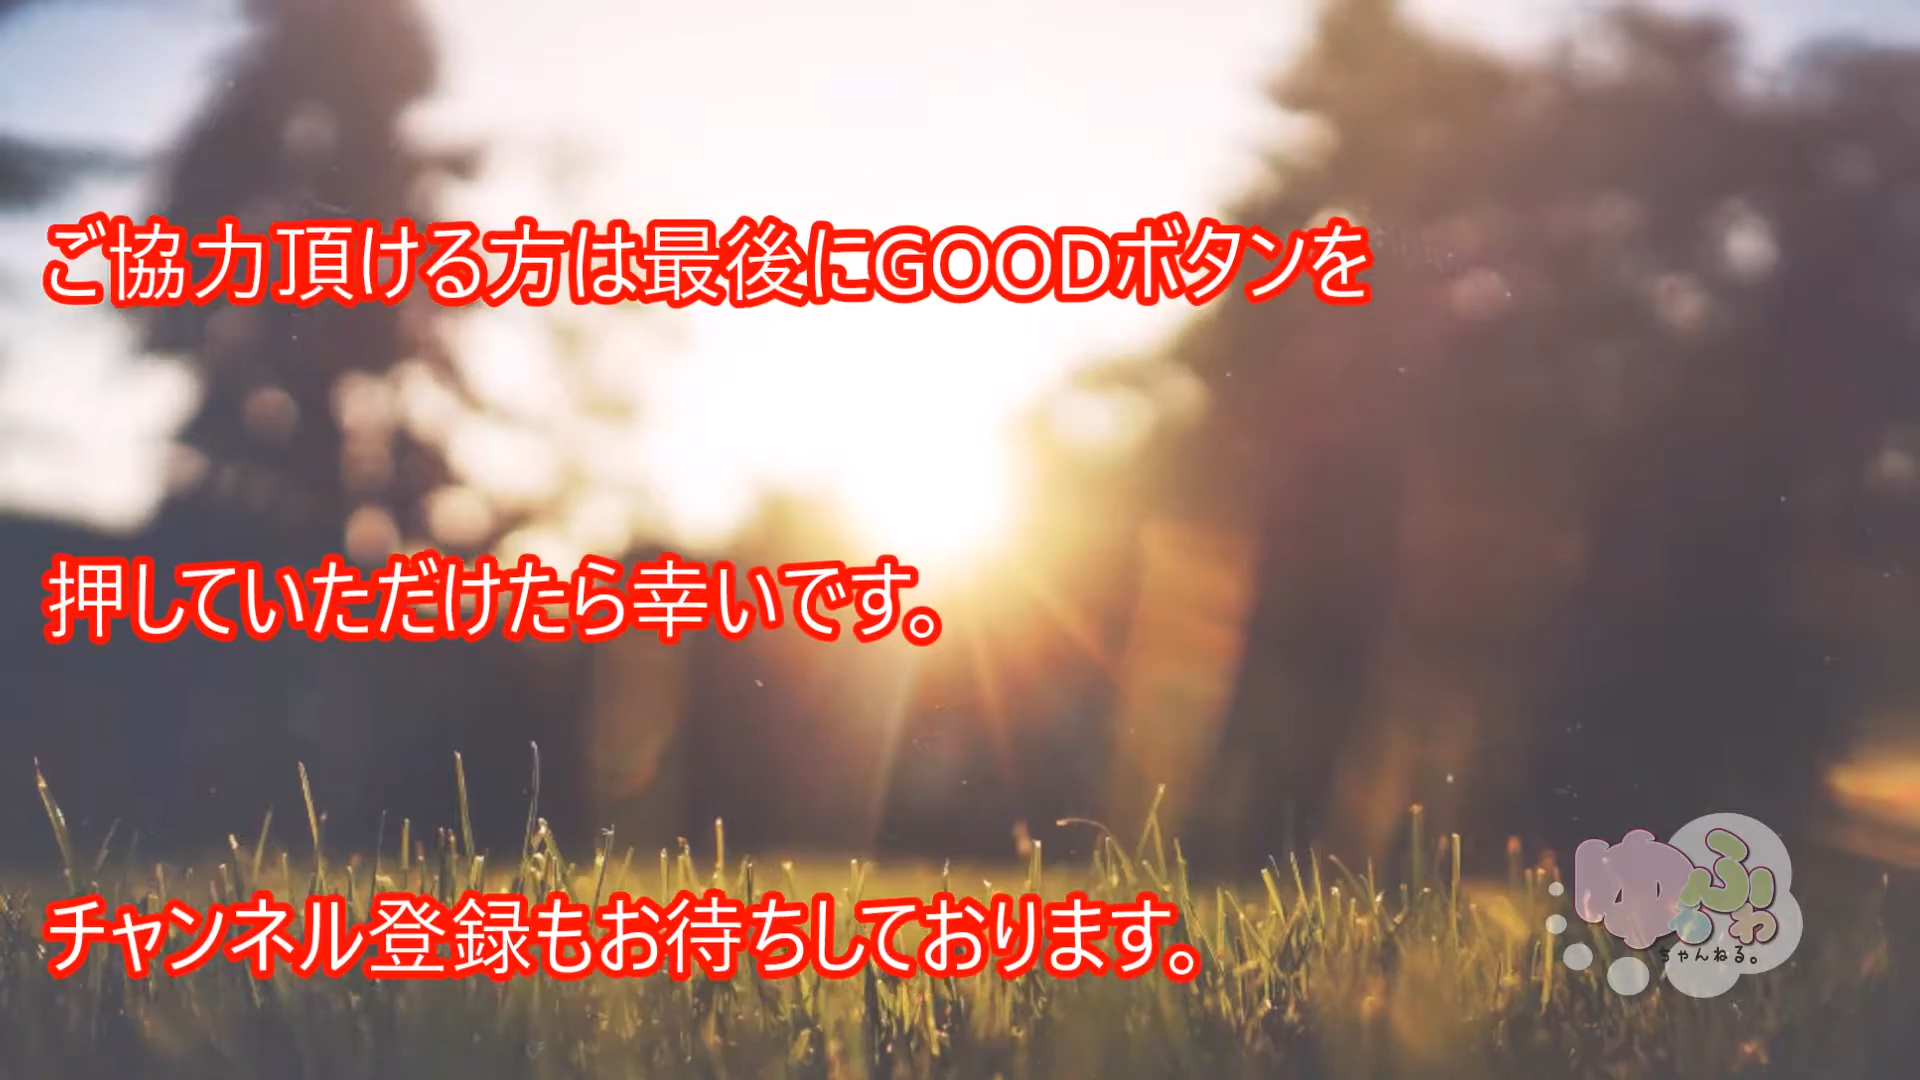 ご協力頂ける方は最後にGOODボタンを
押していただけたら幸いです。
チャンネル登録もお待ちしております。
ゆふわ
ちゃんねる。